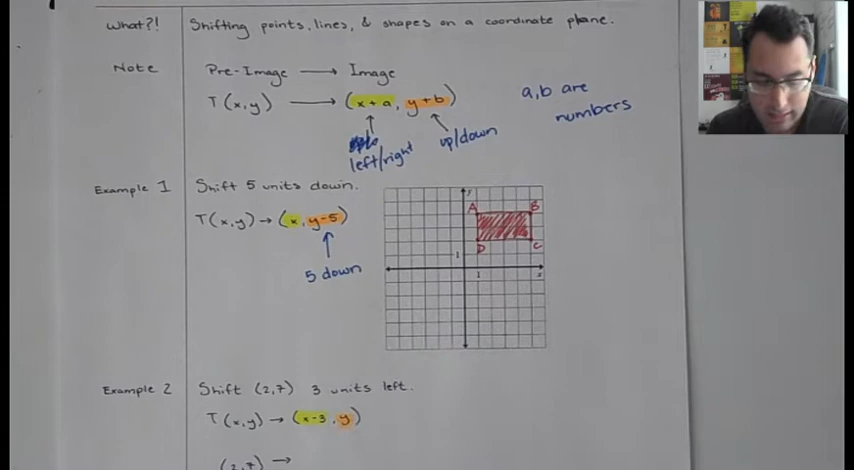 What?! Shifting points, lines, & shapes on a coordinate plane.
Note Pre-Image → Image
T(x,y) → (x+a, y+b)
a,b are
numbers
left/right
up/down
Example 1 Shift 5 units down.
T(x,y) → (x, y-5)
5 down
y
A B
D C
1
1 x
Example 2 Shift (2,7) 3 units left.
T(x,y) → (x-3, y)
(2,7) →